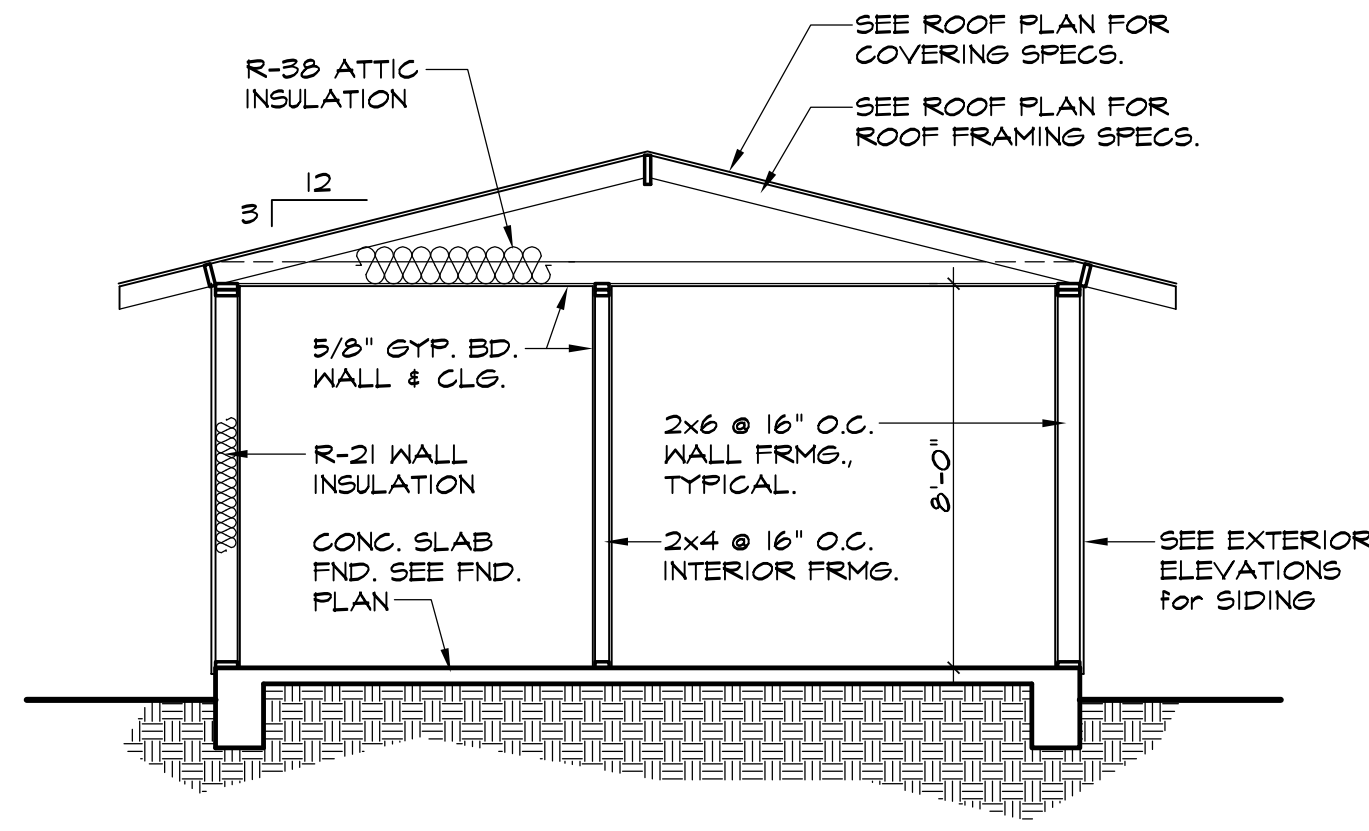 SEE ROOF PLAN FOR
COVERING SPECS.
R-38 ATTIC
INSULATION
SEE ROOF PLAN FOR
ROOF FRAMING SPECS.
12
3
5/8" GYP. BD.
WALL & CLG.
2x6 @ 16" O.C.
WALL FRMG.,
TYPICAL.
8'-0"
R-21 WALL
INSULATION
CONC. SLAB
FND. SEE FND.
PLAN
2x4 @ 16" O.C.
INTERIOR FRMG.
SEE EXTERIOR
ELEVATIONS
for SIDING